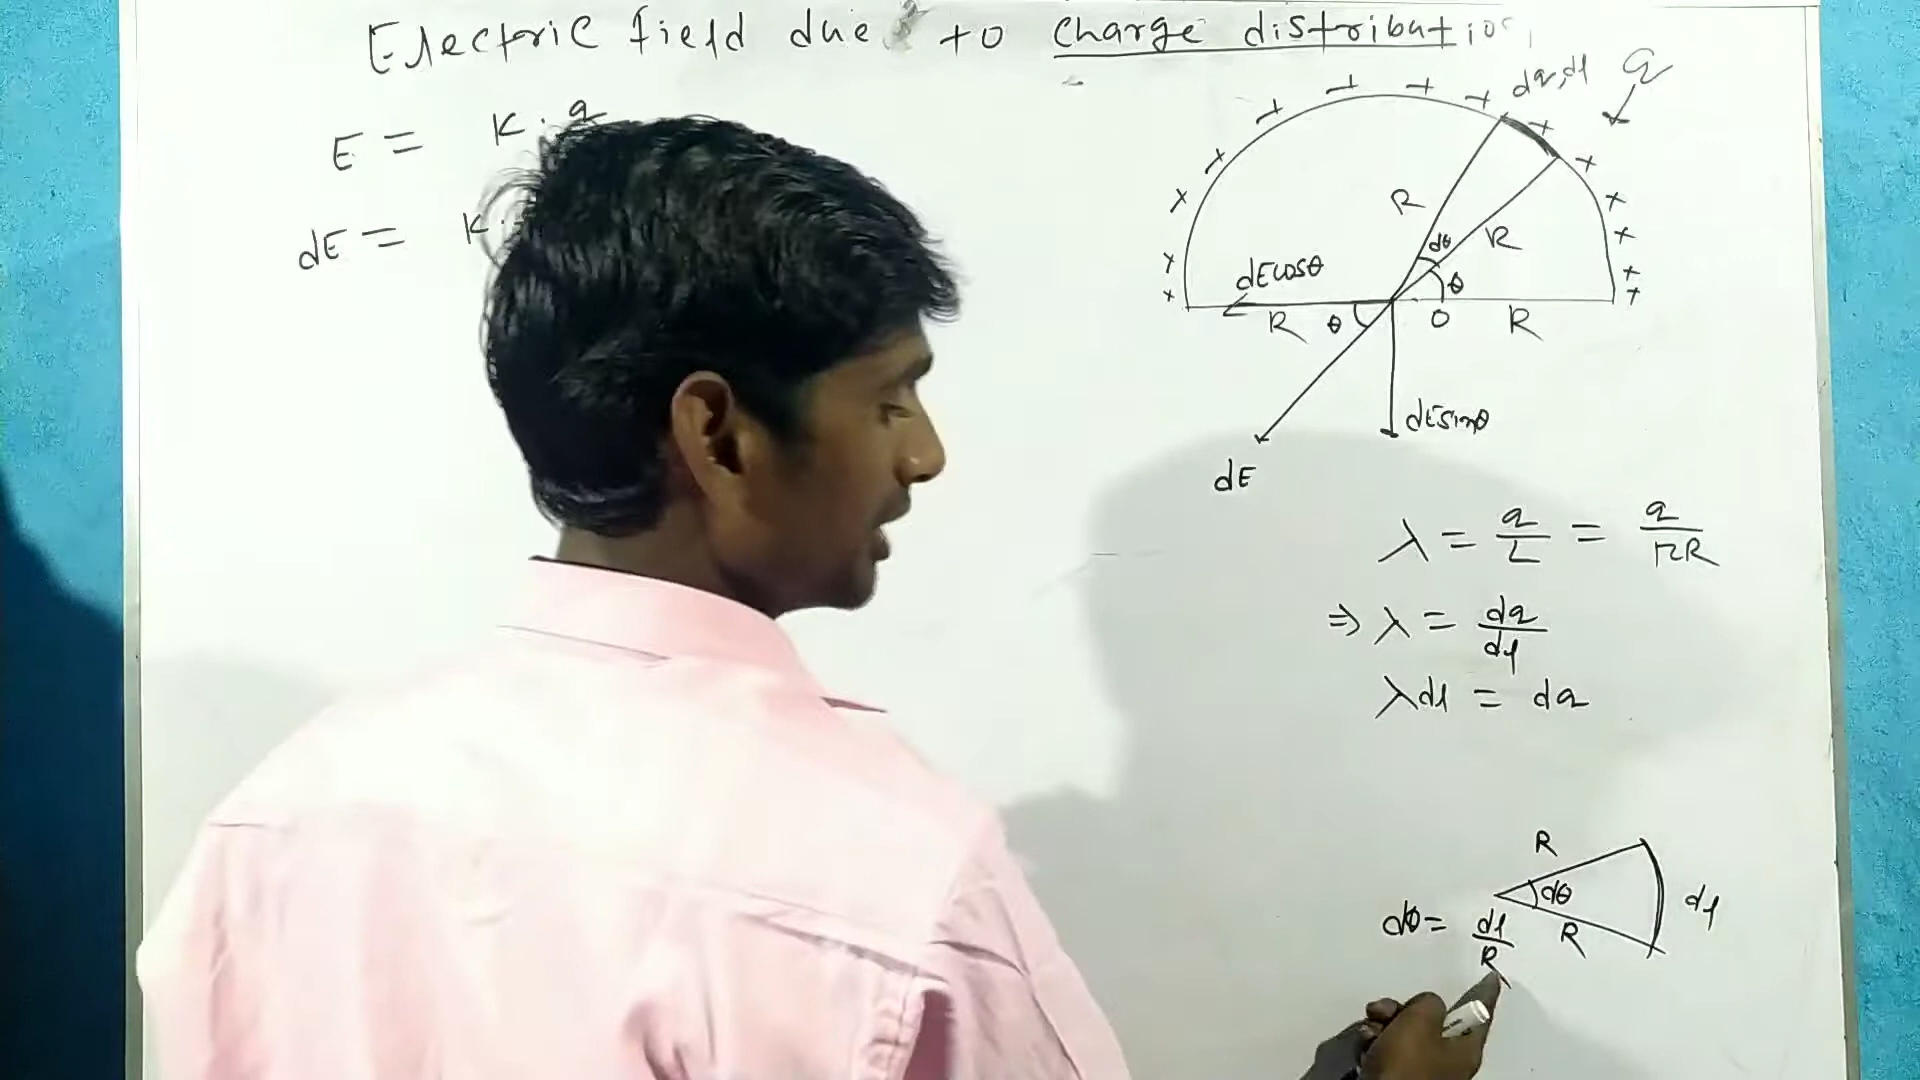 Electric field due to charge distribution
E = K.q
dE = K.
+ + + + + + + + + + + + + +
dq,dl
q
R
R
dθ
θ
dEcosθ
R
θ
O
R
dE
dEsinθ
λ = q/L = q/πR
⇒ λ = dq/dl
λdl = dq
R
dθ
R
dl
dθ = dl/R